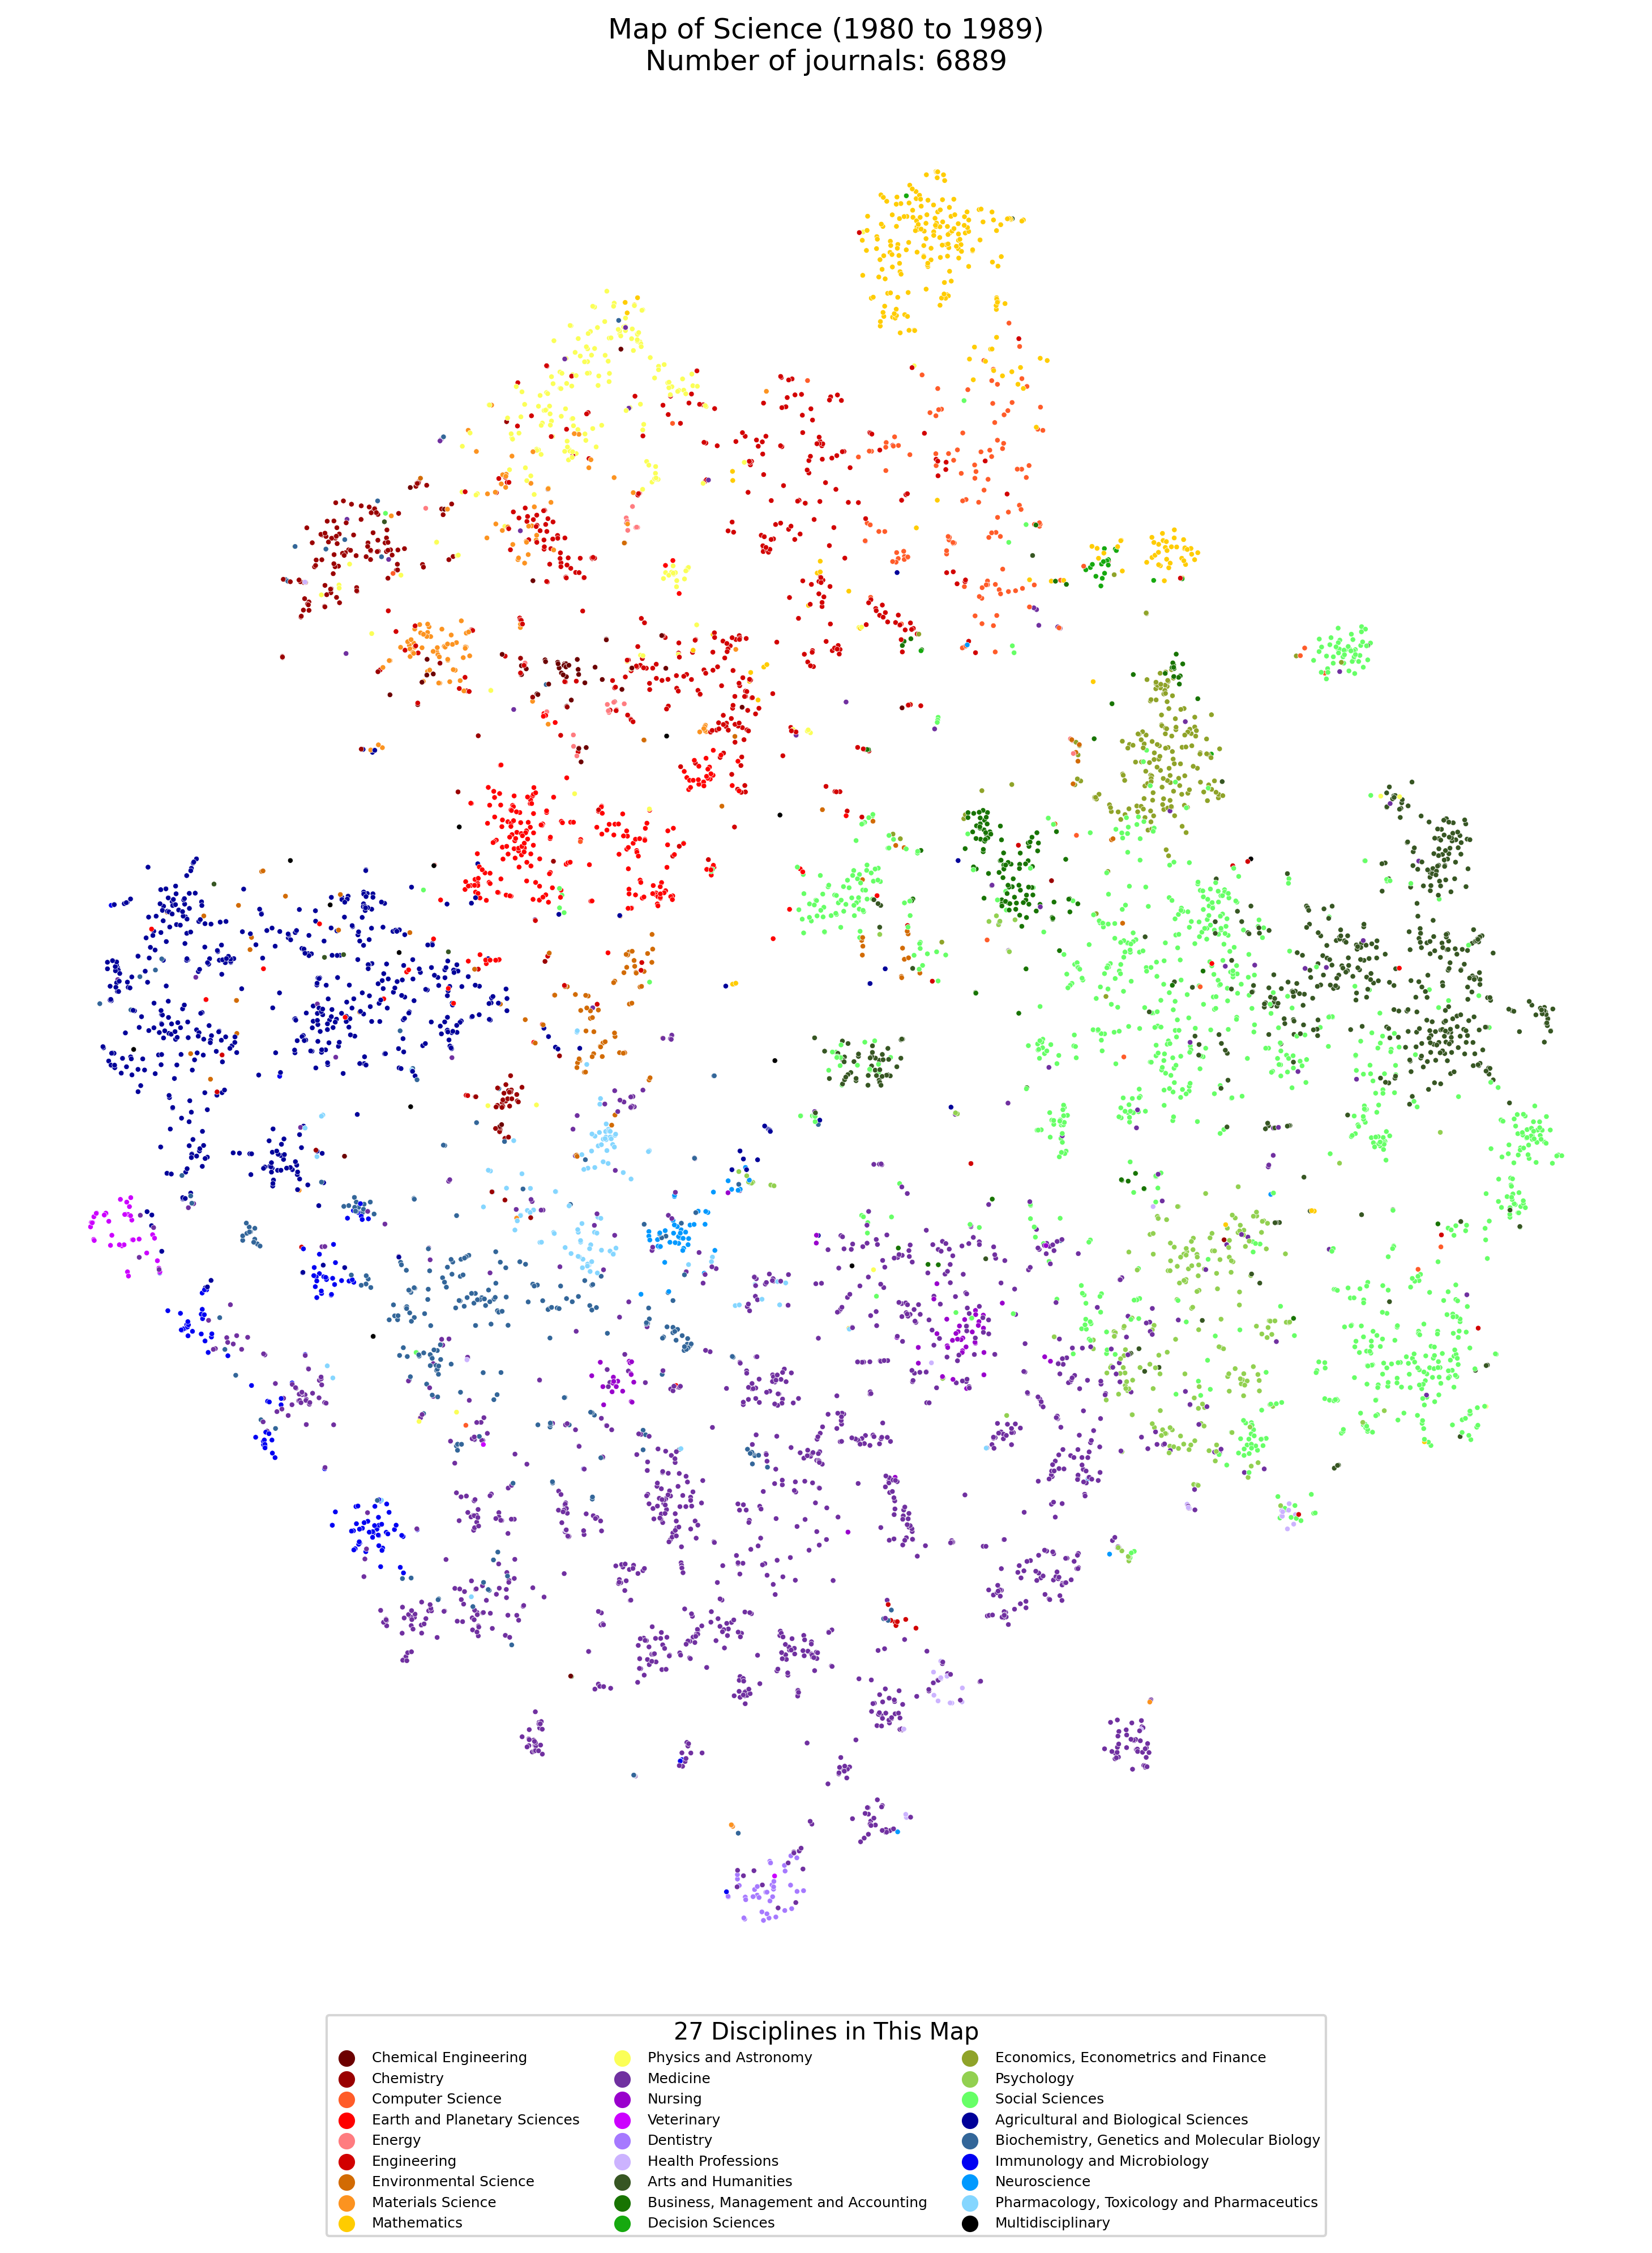 Map of Science (1980 to 1989)
Number of journals: 6889
27 Disciplines in This Map
Chemical Engineering
Chemistry
Computer Science
Earth and Planetary Sciences
Energy
Engineering
Environmental Science
Materials Science
Mathematics
Physics and Astronomy
Medicine
Nursing
Veterinary
Dentistry
Health Professions
Arts and Humanities
Business, Management and Accounting
Decision Sciences
Economics, Econometrics and Finance
Psychology
Social Sciences
Agricultural and Biological Sciences
Biochemistry, Genetics and Molecular Biology
Immunology and Microbiology
Neuroscience
Pharmacology, Toxicology and Pharmaceutics
Multidisciplinary